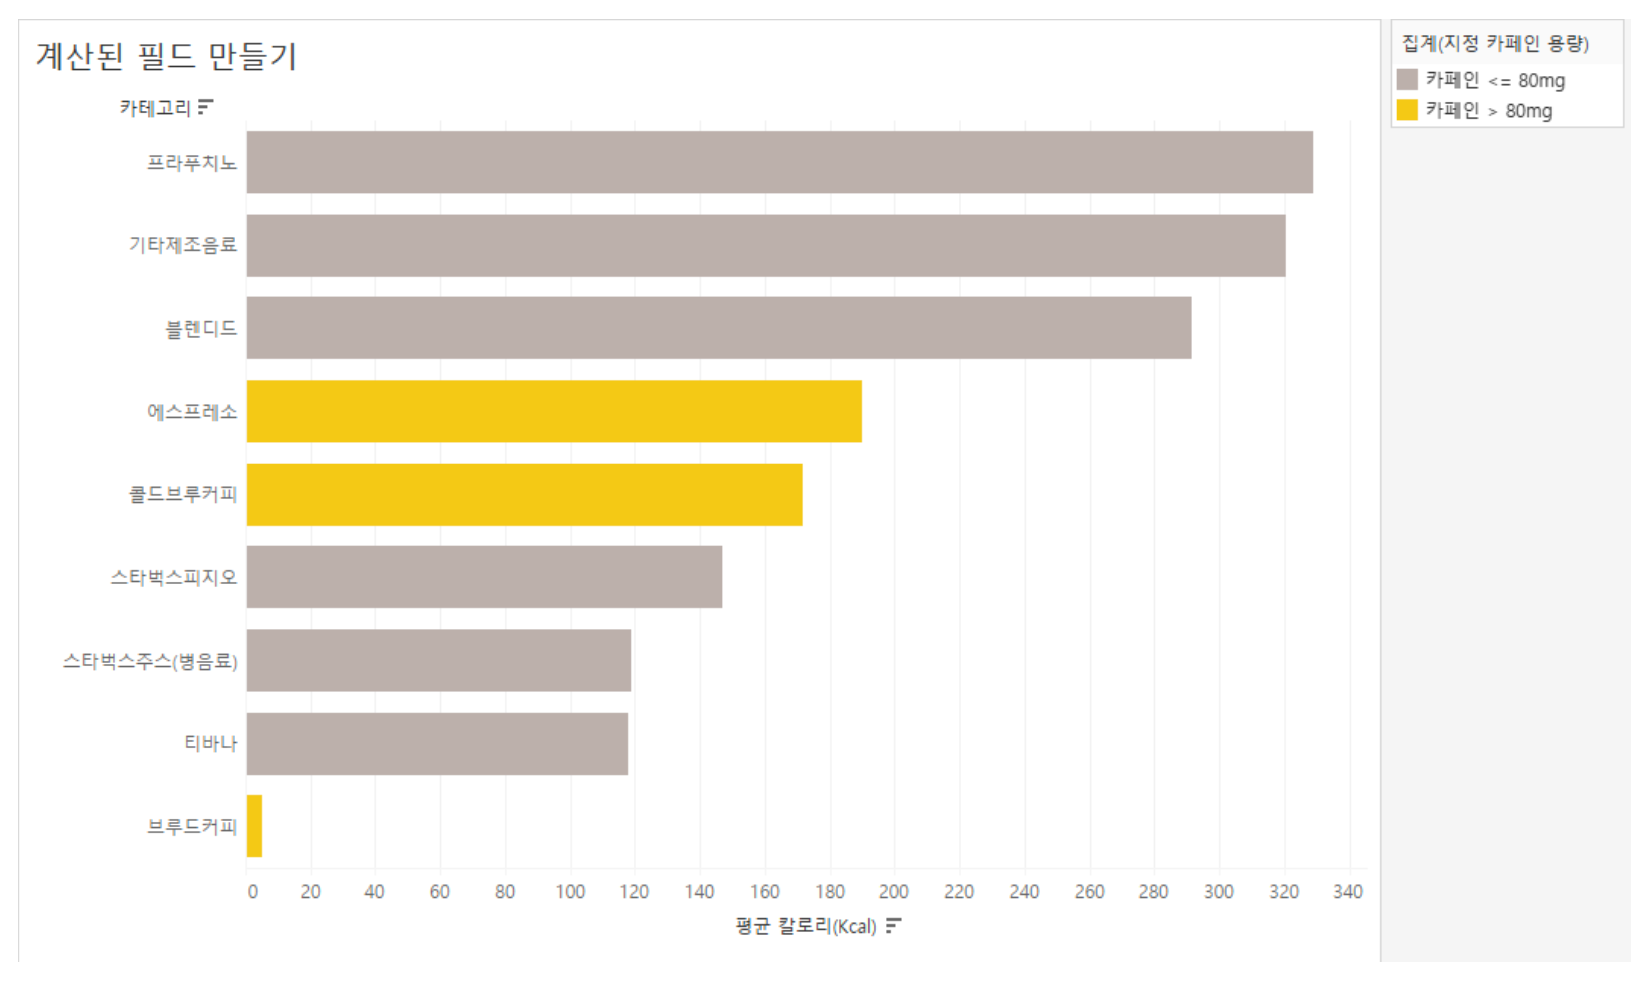 계산된 필드 만들기
카테고리
프라푸치노
기타제조음료
블렌디드
에스프레소
콜드브루커피
스타벅스피지오
스타벅스주스(병음료)
티바나
브루드커피
0 20 40 60 80 100 120 140 160 180 200 220 240 260 280 300 320 340
평균 칼로리(Kcal)
집계(지정 카페인 용량)
카페인 <= 80mg
카페인 > 80mg